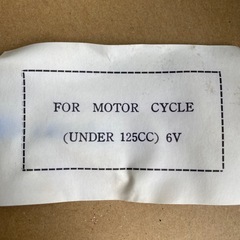 FOR MOTOR CYCLE
(UNDER 125CC) 6V